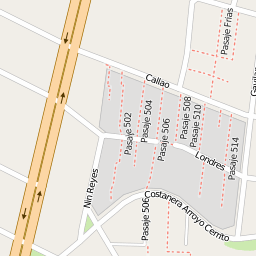 Pasaje Frías
Callao
Pasaje 502
Pasaje 504
Pasaje 506
Pasaje 508
Pasaje 510
Pasaje 514
Londres
Nin Reyes
Costanera Arroyo Cerrito
Pasaje 506